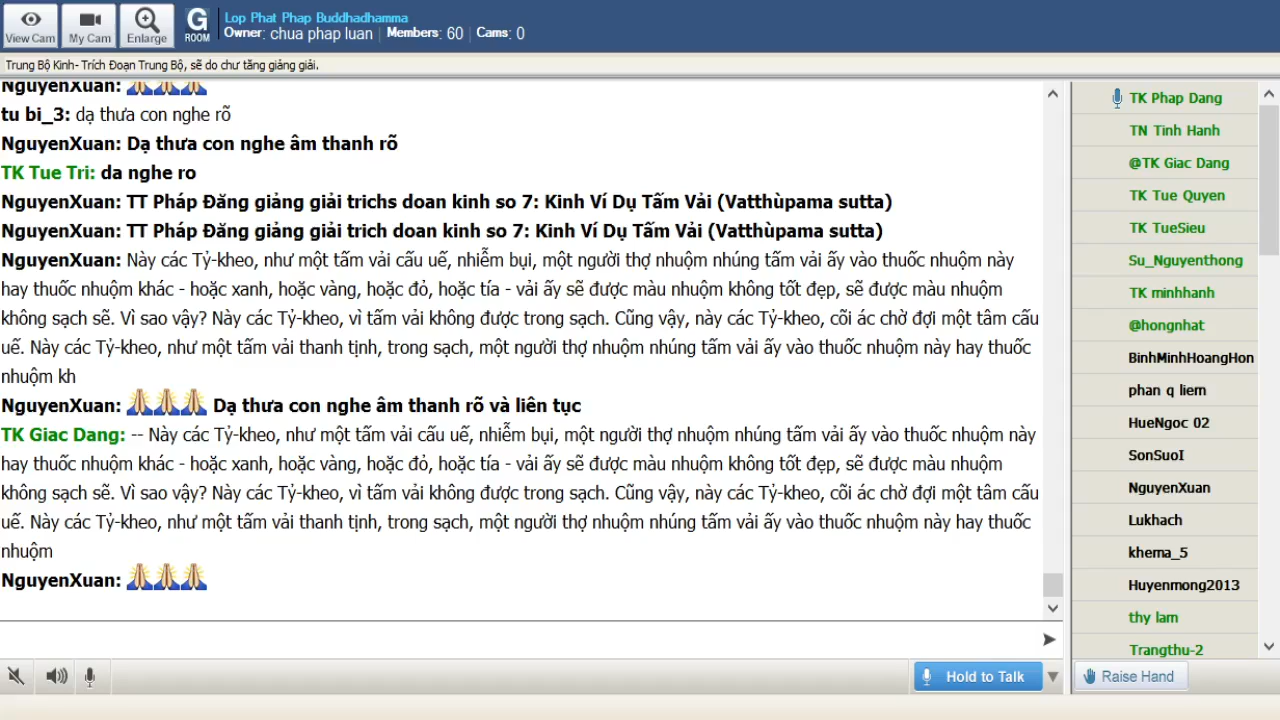 View Cam
My Cam
Enlarge
G
ROOM
Lop Phat Phap Buddhadhamma
Owner: chua phap luan | Members: 60 | Cams: 0
Trung Bộ Kinh- Trích Đoạn Trung Bộ, sẽ do chư tăng giảng giải.
NguyenXuan:
tu bi_3: dạ thưa con nghe rõ
NguyenXuan: Dạ thưa con nghe âm thanh rõ
TK Tue Tri: da nghe ro
NguyenXuan: TT Pháp Đăng giảng giải trichs doan kinh so 7: Kinh Ví Dụ Tấm Vải (Vatthùpama sutta)
NguyenXuan: TT Pháp Đăng giảng giải trich doan kinh so 7: Kinh Ví Dụ Tấm Vải (Vatthùpama sutta)
NguyenXuan: Này các Tỷ-kheo, như một tấm vải cấu uế, nhiễm bụi, một người thợ nhuộm nhúng tấm vải ấy vào thuốc nhuộm này
hay thuốc nhuộm khác - hoặc xanh, hoặc vàng, hoặc đỏ, hoặc tía - vải ấy sẽ được màu nhuộm không tốt đẹp, sẽ được màu nhuộm
không sạch sẽ. Vì sao vậy? Này các Tỷ-kheo, vì tấm vải không được trong sạch. Cũng vậy, này các Tỷ-kheo, cõi ác chờ đợi một tâm cấu
uế. Này các Tỷ-kheo, như một tấm vải thanh tịnh, trong sạch, một người thợ nhuộm nhúng tấm vải ấy vào thuốc nhuộm này hay thuốc
nhuộm kh
NguyenXuan: Dạ thưa con nghe âm thanh rõ và liên tục
TK Giac Dang: -- Này các Tỷ-kheo, như một tấm vải cấu uế, nhiễm bụi, một người thợ nhuộm nhúng tấm vải ấy vào thuốc nhuộm này
hay thuốc nhuộm khác - hoặc xanh, hoặc vàng, hoặc đỏ, hoặc tía - vải ấy sẽ được màu nhuộm không tốt đẹp, sẽ được màu nhuộm
không sạch sẽ. Vì sao vậy? Này các Tỷ-kheo, vì tấm vải không được trong sạch. Cũng vậy, này các Tỷ-kheo, cõi ác chờ đợi một tâm cấu
uế. Này các Tỷ-kheo, như một tấm vải thanh tịnh, trong sạch, một người thợ nhuộm nhúng tấm vải ấy vào thuốc nhuộm này hay thuốc
nhuộm
NguyenXuan:
TK Phap Dang
TN Tinh Hanh
@TK Giac Dang
TK Tue Quyen
TK TueSieu
Su_Nguyenthong
TK minhhanh
@hongnhat
BinhMinhHoangHon
phan q liem
HueNgoc 02
SonSuoI
NguyenXuan
Lukhach
khema_5
Huyenmong2013
thy lam
Trangthu-2
Hold to Talk
Raise Hand